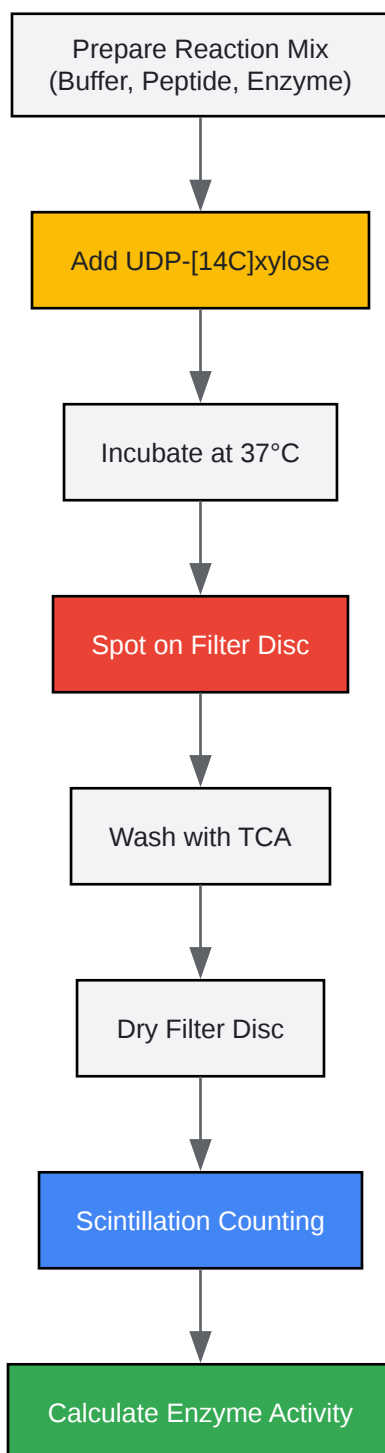 Prepare Reaction Mix
(Buffer, Peptide, Enzyme)
Add UDP-[14C]xylose
Incubate at 37°C
Spot on Filter Disc
Wash with TCA
Dry Filter Disc
Scintillation Counting
Calculate Enzyme Activity